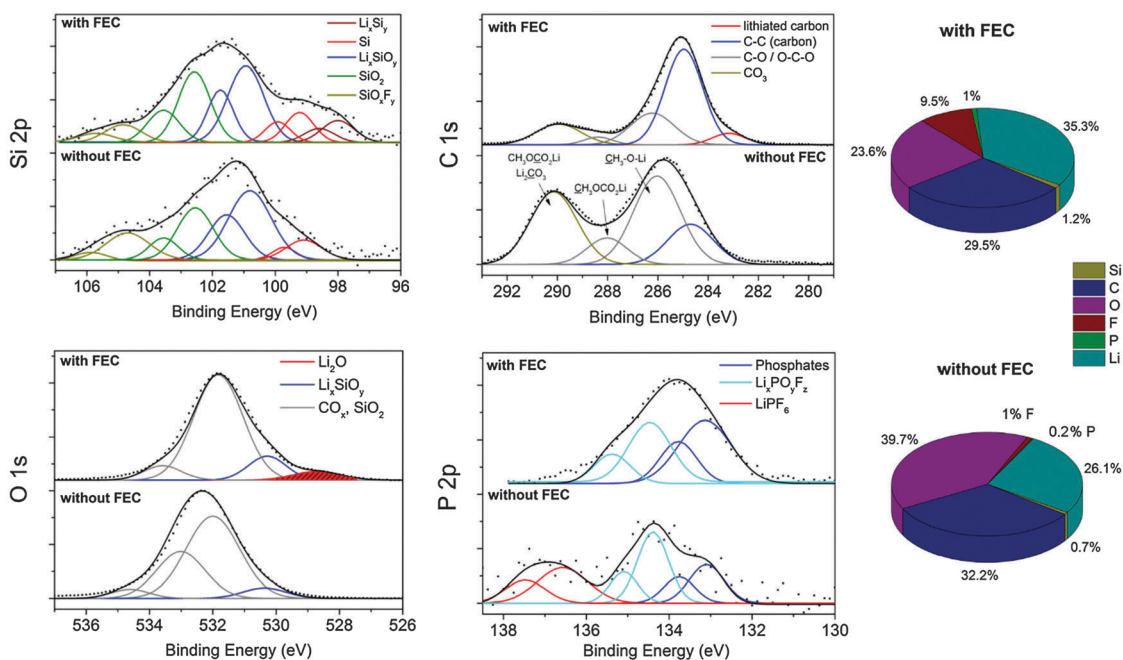 with FEC
LiₓSiᵧ
Si
LiₓSiOᵧ
SiO₂
SiOₓFᵧ
without FEC
Si 2p
106 104 102 100 98 96
Binding Energy (eV)
with FEC
lithiated carbon
C-C (carbon)
C-O / O-C-O
CO₃
without FEC
CH₃OCO₂Li
Li₂CO₃
CH₃-O-Li
CH₃OCO₂Li
C 1s
292 290 288 286 284 282 280
Binding Energy (eV)
with FEC
1%
9.5%
35.3%
23.6%
1.2%
29.5%
Si
C
O
F
P
Li
with FEC
Li₂O
LiₓSiOᵧ
COₓ, SiO₂
without FEC
O 1s
536 534 532 530 528 526
Binding Energy (eV)
with FEC
Phosphates
LiₓPOᵧF_z
LiPF₆
without FEC
P 2p
138 136 134 132 130
Binding Energy (eV)
without FEC
1% F
0.2% P
39.7%
26.1%
0.7%
32.2%